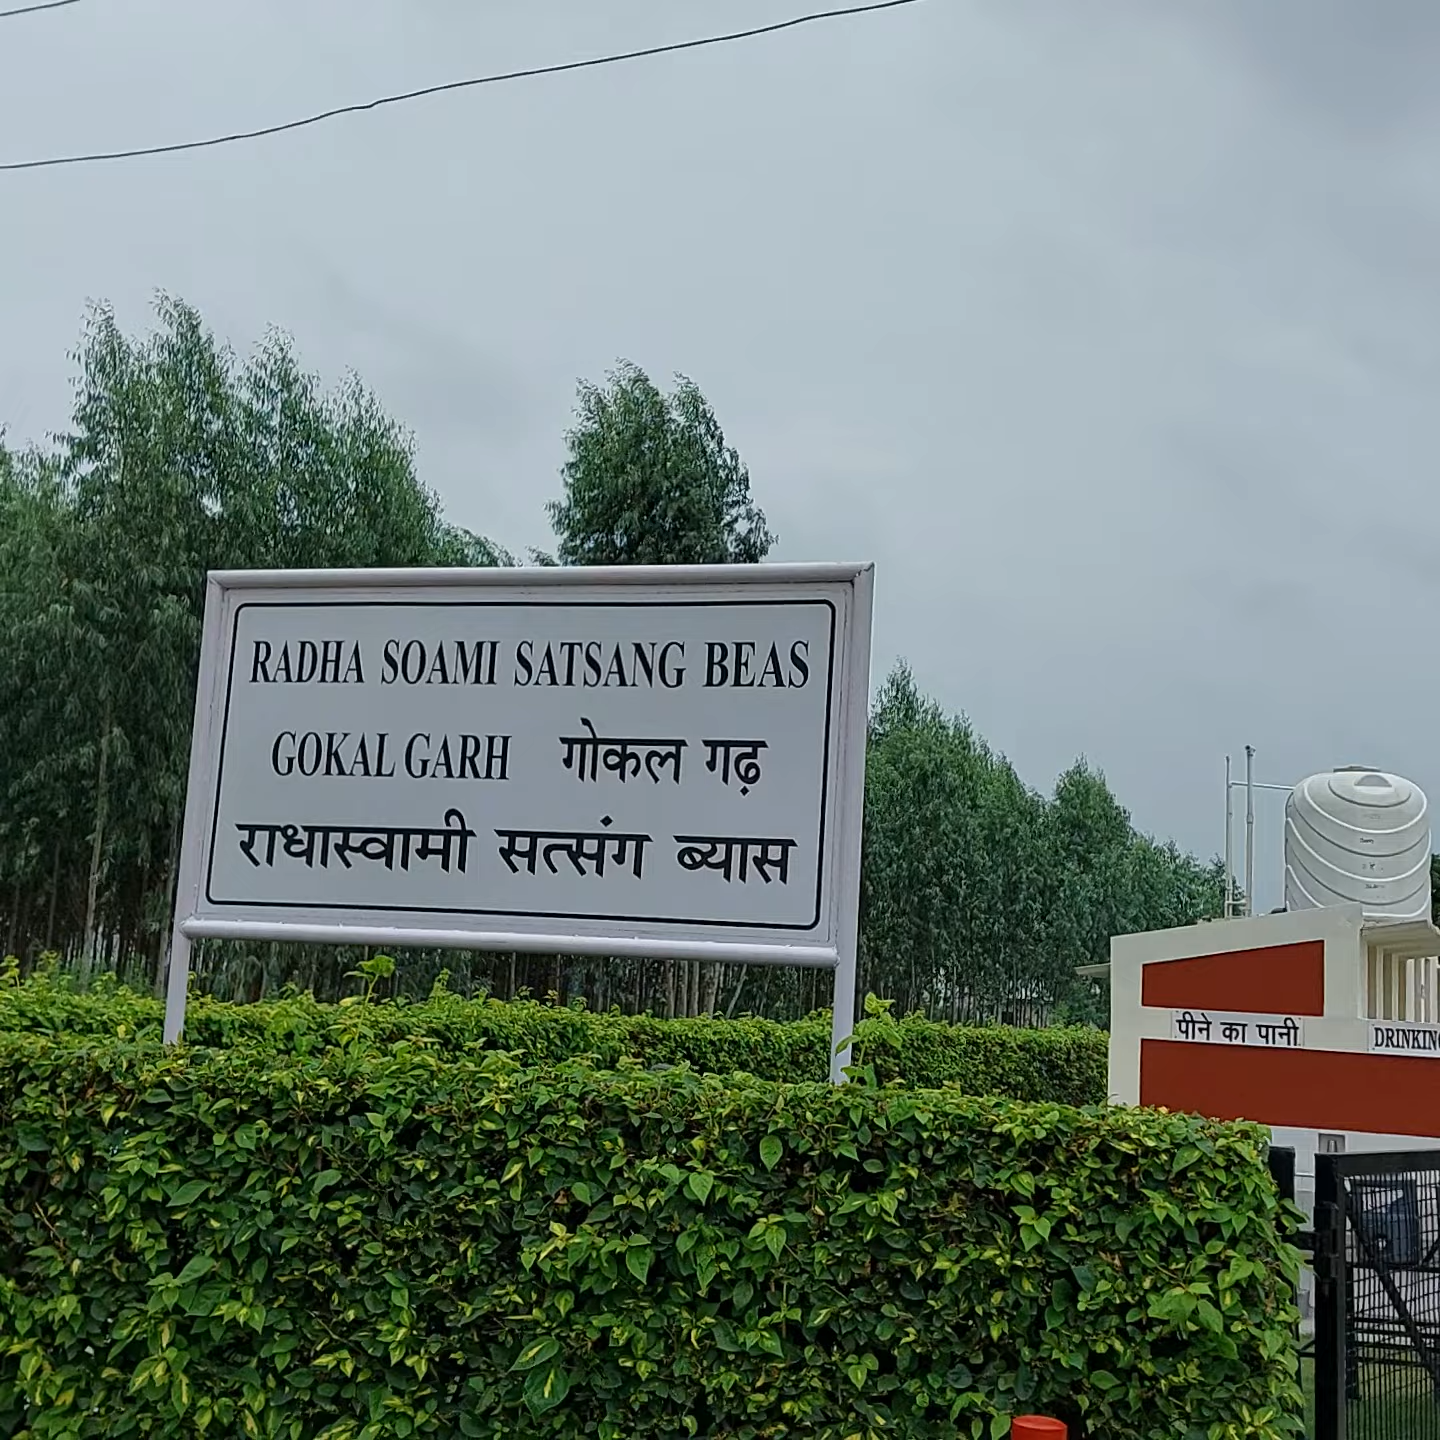 RADHA SOAMI SATSANG BEAS
GOKAL GARH गोकल गढ़
राधास्वामी सत्संग ब्यास
पीने का पानी
DRINKING